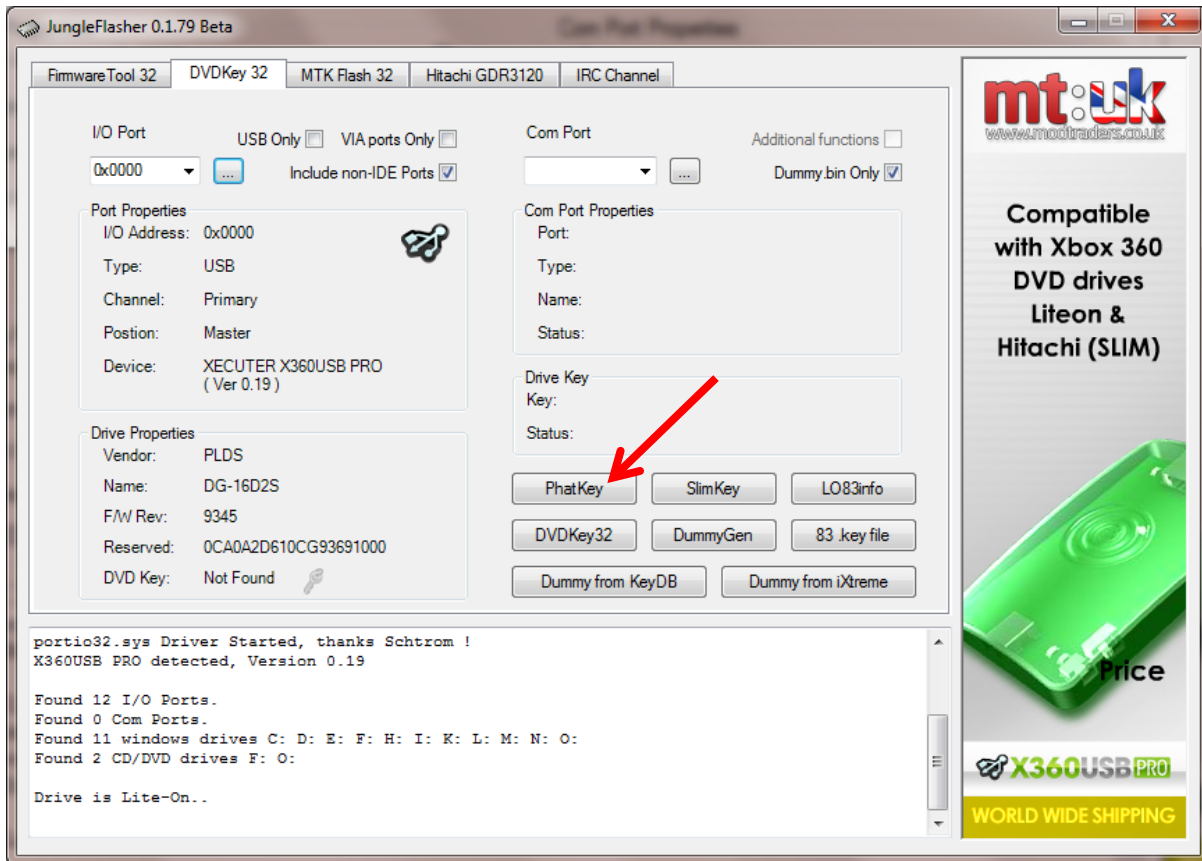 JungleFlasher 0.1.79 Beta
FirmwareTool 32 DVDKey 32 MTK Flash 32 Hitachi GDR3120 IRC Channel
I/O Port USB Only VIA ports Only
0x0000 ... Include non-IDE Ports
Com Port Additional functions
... Dummy.bin Only
Port Properties
I/O Address: 0x0000
Type: USB
Channel: Primary
Postion: Master
Device: XECUTER X360USB PRO
( Ver 0.19 )
Com Port Properties
Port:
Type:
Name:
Status:
Drive Key
Key:
Status:
Drive Properties
Vendor: PLDS
Name: DG-16D2S
F/W Rev: 9345
Reserved: 0CA0A2D610CG93691000
DVD Key: Not Found
PhatKey SlimKey LO83info
DVDKey32 DummyGen 83 .key file
Dummy from KeyDB Dummy from iXtreme
portio32.sys Driver Started, thanks Schtrom !
X360USB PRO detected, Version 0.19
Found 12 I/O Ports.
Found 0 Com Ports.
Found 11 windows drives C: D: E: F: H: I: K: L: M: N: O:
Found 2 CD/DVD drives F: O:
Drive is Lite-On..
mt:uk
www.modtraders.co.uk
Compatible
with Xbox 360
DVD drives
Liteon &
Hitachi (SLIM)
Price
X360USB PRO
WORLD WIDE SHIPPING